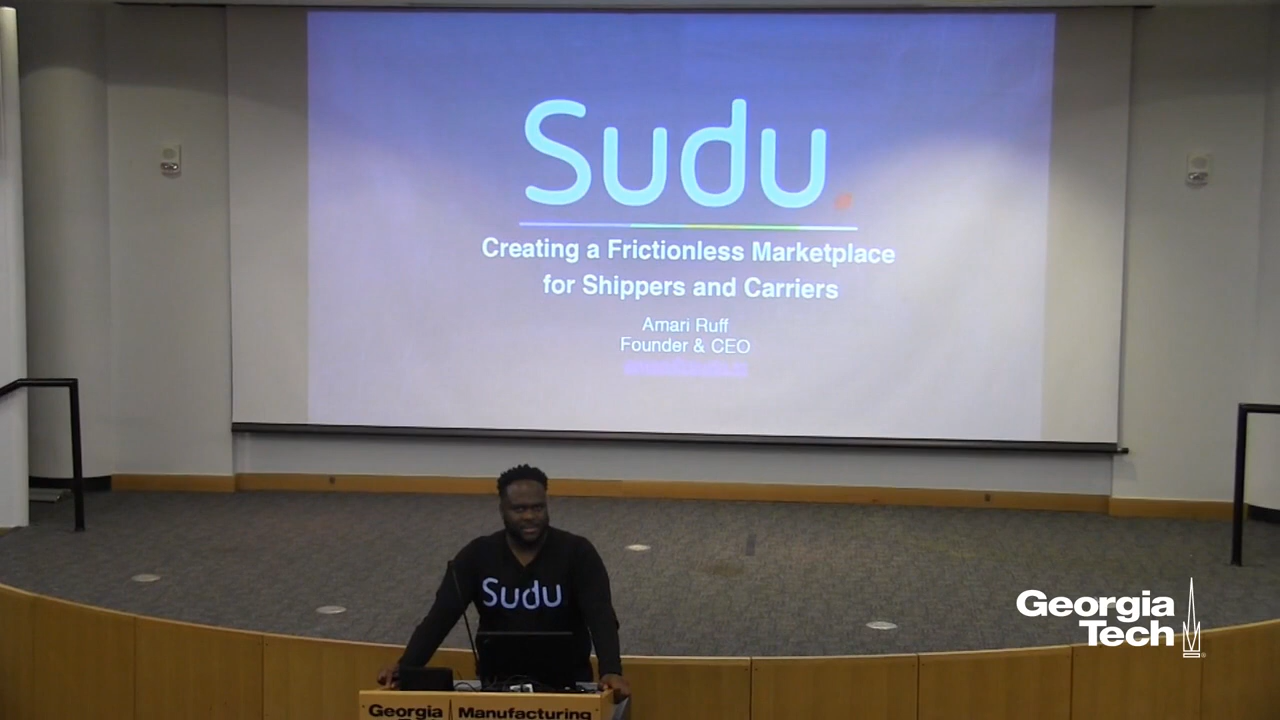 Sudu.
Creating a Frictionless Marketplace
for Shippers and Carriers
Amari Ruff
Founder & CEO
Sudu
Georgia
Tech
Georgia
Manufacturing